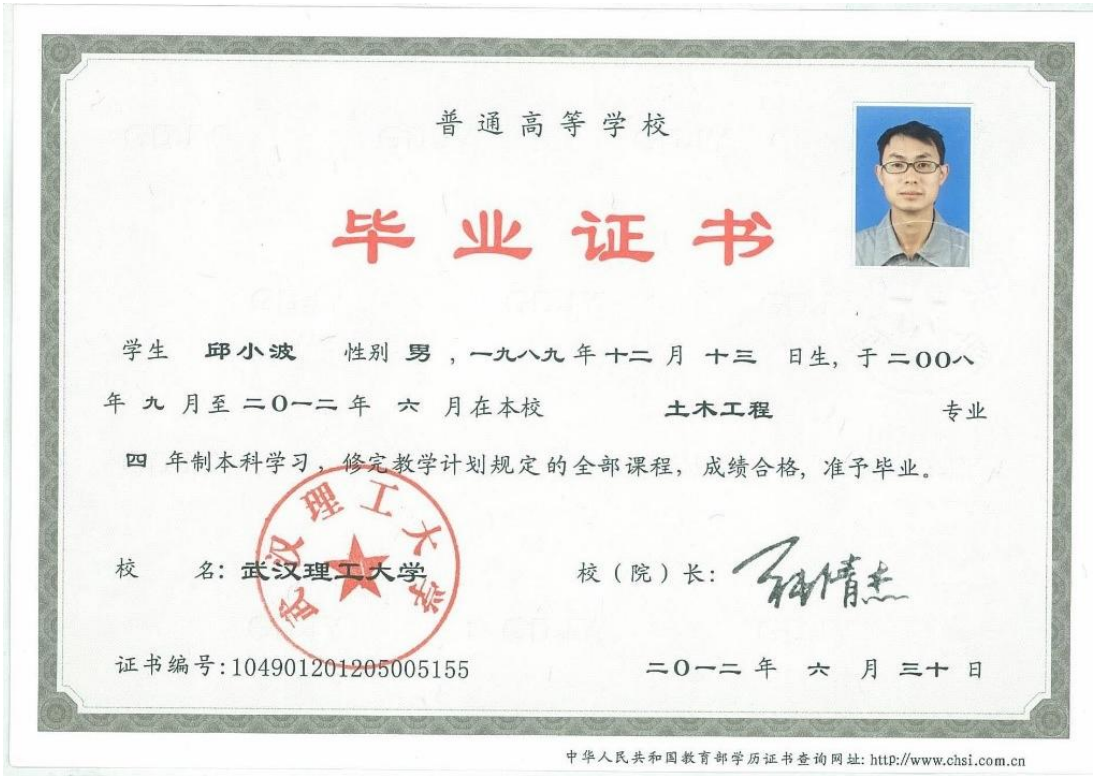 普通高等学校
毕业证书
学生 邱小波 性别 男 ,一九八九 年 十二 月 十三 日生, 于 二OO八
年 九 月至 二O一二 年 六 月在本校 土木工程 专业
四 年制本科学习, 修完教学计划规定的全部课程, 成绩合格, 准予毕业。
武汉理工大学
校 名: 武汉理工大学 校(院)长:
证书编号:104901201205005155 二O一二 年 六 月 三十 日
中华人民共和国教育部学历证书查询网址: http://www.chsi.com.cn